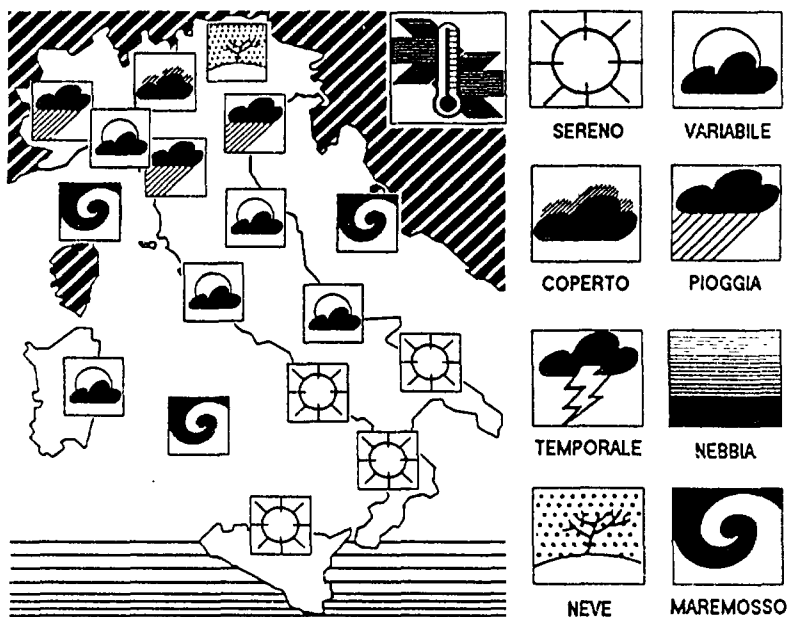 SERENO
VARIABILE
COPERTO
PIOGGIA
TEMPORALE
NEBBIA
NEVE
MAREMOSSO